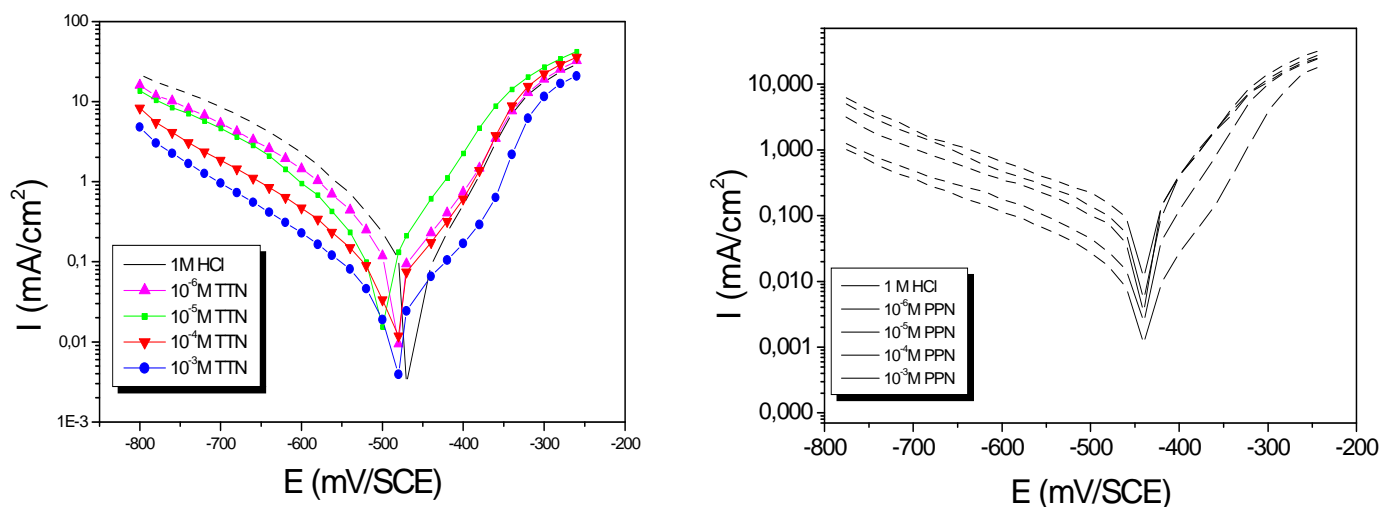 100
10
1
0,1
0,01
1E-3
I (mA/cm²)
1M HCl
10⁻⁶M TTN
10⁻⁵M TTN
10⁻⁴M TTN
10⁻³M TTN
-800 -700 -600 -500 -400 -300 -200
E (mV/SCE)
10,000
1,000
0,100
0,010
0,001
0,000
I (mA/cm²)
1 M HCl
10⁻⁶M PPN
10⁻⁵M PPN
10⁻⁴M PPN
10⁻³M PPN
-800 -700 -600 -500 -400 -300 -200
E (mV/SCE)